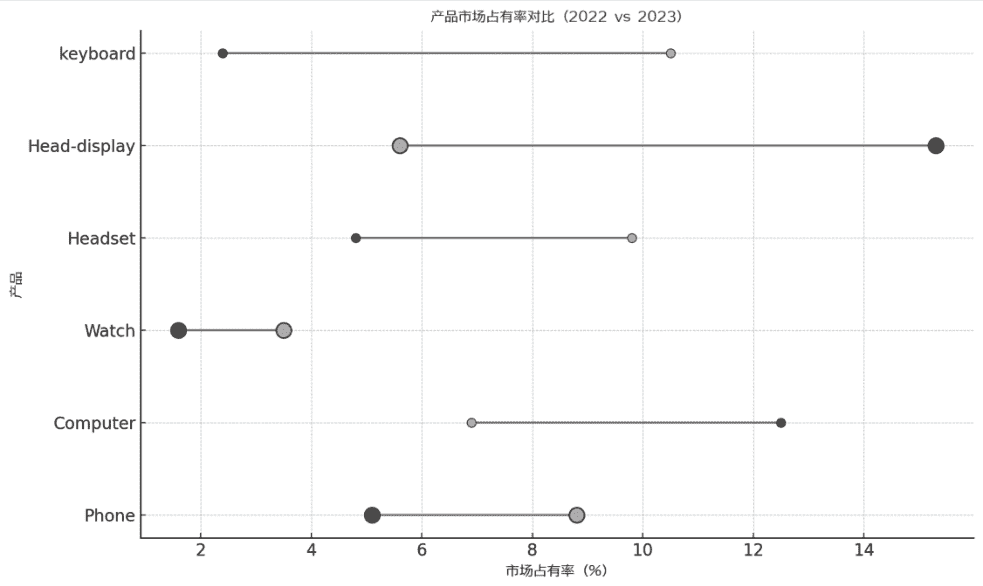 产品市场占有率对比（2022 vs 2023）
keyboard
Head-display
Headset
Watch
Computer
Phone
产品
2 4 6 8 10 12 14
市场占有率（%）